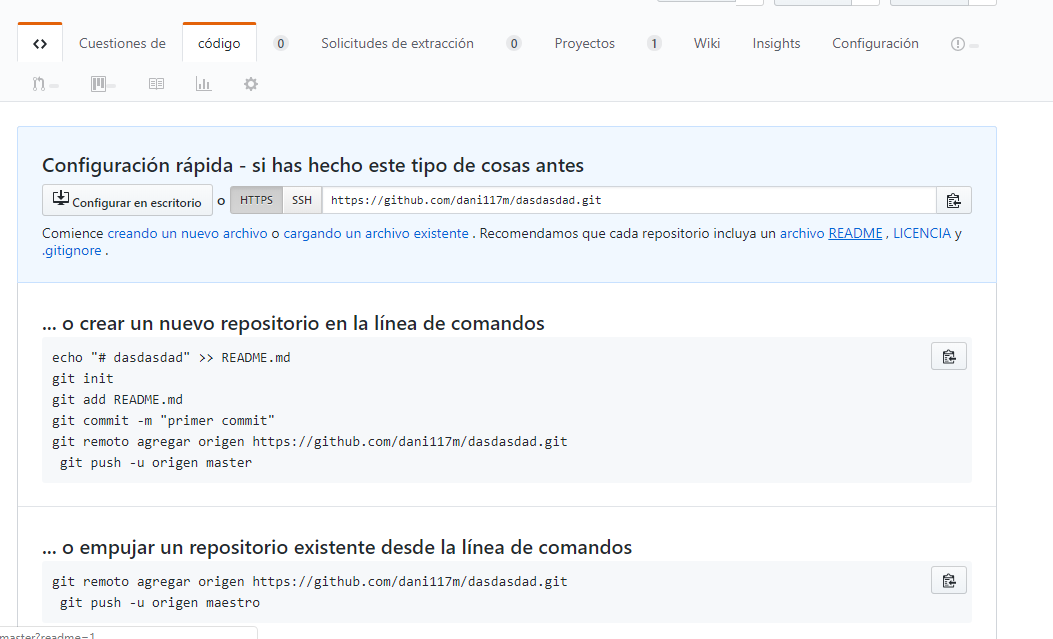 <> Cuestiones de código 0 Solicitudes de extracción 0 Proyectos 1 Wiki Insights Configuración
Configuración rápida - si has hecho este tipo de cosas antes
Configurar en escritorio o HTTPS SSH https://github.com/dani117m/dasdasdad.git
Comience creando un nuevo archivo o cargando un archivo existente . Recomendamos que cada repositorio incluya un archivo README , LICENCIA y
.gitignore .
... o crear un nuevo repositorio en la línea de comandos
echo "# dasdasdad" >> README.md
git init
git add README.md
git commit -m "primer commit"
git remoto agregar origen https://github.com/dani117m/dasdasdad.git
git push -u origen master
... o empujar un repositorio existente desde la línea de comandos
git remoto agregar origen https://github.com/dani117m/dasdasdad.git
git push -u origen maestro
master?readme=1